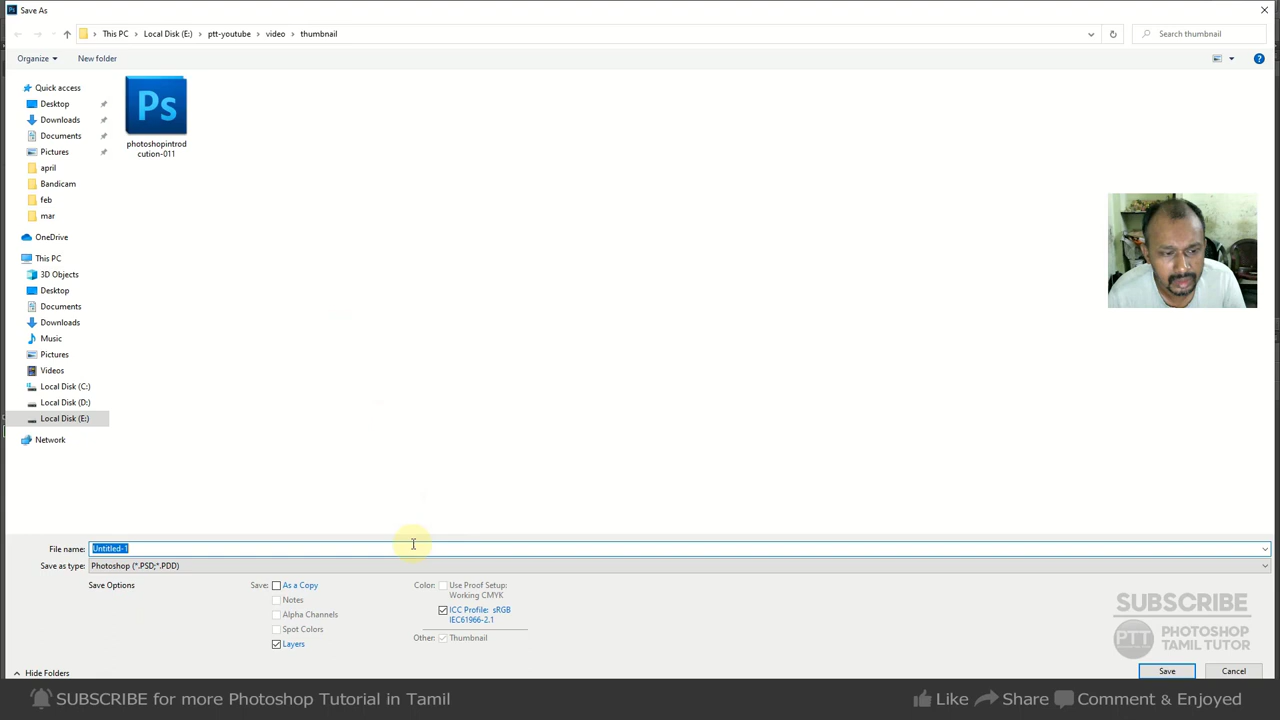 Save As
This PC > Local Disk (E:) > ptt-youtube > video > thumbnail
Search thumbnail
Organize
New folder
Quick access
Desktop
Downloads
Documents
Pictures
april
Bandicam
feb
mar
OneDrive
This PC
3D Objects
Desktop
Documents
Downloads
Music
Pictures
Videos
Local Disk (C:)
Local Disk (D:)
Local Disk (E:)
Network
Ps
photoshopintrod
cution-011
File name: Untitled-1
Save as type: Photoshop (*.PSD;*.PDD)
Save Options
Save: As a Copy
Notes
Alpha Channels
Spot Colors
Layers
Color: Use Proof Setup:
Working CMYK
ICC Profile: sRGB
IEC61966-2.1
Other: Thumbnail
SUBSCRIBE
PTT PHOTOSHOP
TAMIL TUTOR
Hide Folders
Save
Cancel
SUBSCRIBE for more Photoshop Tutorial in Tamil
Like Share Comment & Enjoyed